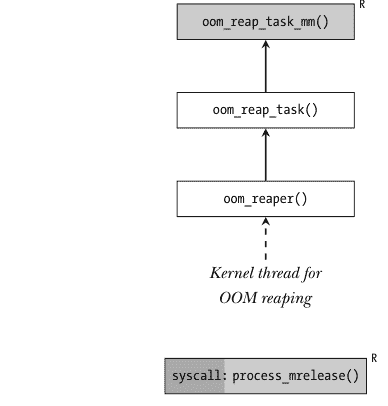 R
oom_reap_task_mm()
oom_reap_task()
oom_reaper()
Kernel thread for
OOM reaping
R
syscall: process_mrelease()